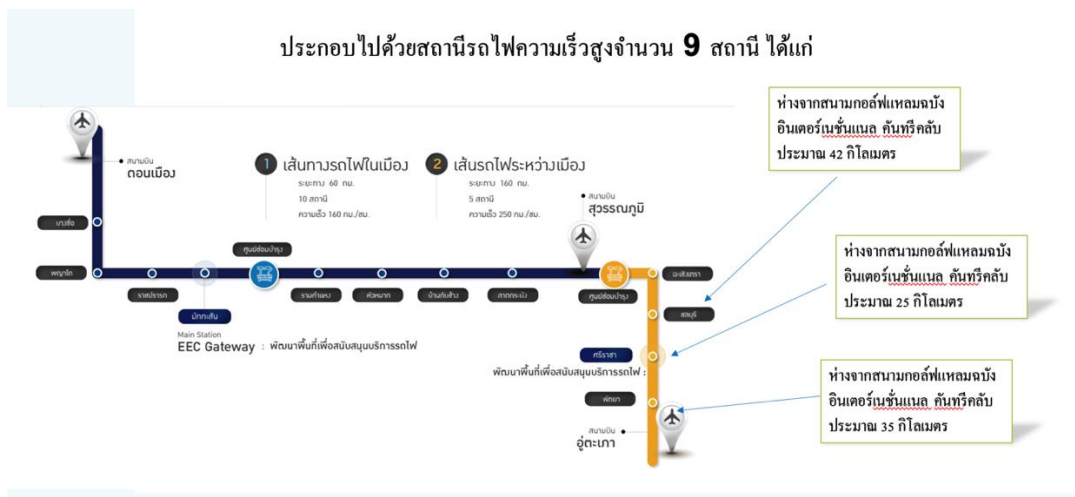 ประกอบไปด้วยสถานีรถไฟความเร็วสูงจำนวน 9 สถานี ได้แก่
ห่างจากสนามกอล์ฟแหลมฉบัง
อินเตอร์เนชั่นแนล คันทรีคลับ
ประมาณ 42 กิโลเมตร
สนามบิน
ดอนเมือง
1 เส้นทางรถไฟในเมือง
ระยะทาง 60 กม.
10 สถานี
ความเร็ว 160 กม./ชม.
2 เส้นรถไฟระหว่างเมือง
ระยะทาง 160 กม.
5 สถานี
ความเร็ว 250 กม./ชม.
สนามบิน
สุวรรณภูมิ
บางซื่อ
ศูนย์ซ่อมบำรุง
พญาไท
ราชปรารภ
รามคำแหง
หัวหมาก
บ้านทับช้าง
ลาดกระบัง
ศูนย์ซ่อมบำรุง
ฉะเชิงเทรา
มักกะสัน
ชลบุรี
Main Station
EEC Gateway : พัฒนาพื้นที่เพื่อสนับสนุนบริการรถไฟ
ห่างจากสนามกอล์ฟแหลมฉบัง
อินเตอร์เนชั่นแนล คันทรีคลับ
ประมาณ 25 กิโลเมตร
ศรีราชา
พัฒนาพื้นที่เพื่อสนับสนุนบริการรถไฟ :
พัทยา
สนามบิน
อู่ตะเภา
ห่างจากสนามกอล์ฟแหลมฉบัง
อินเตอร์เนชั่นแนล คันทรีคลับ
ประมาณ 35 กิโลเมตร